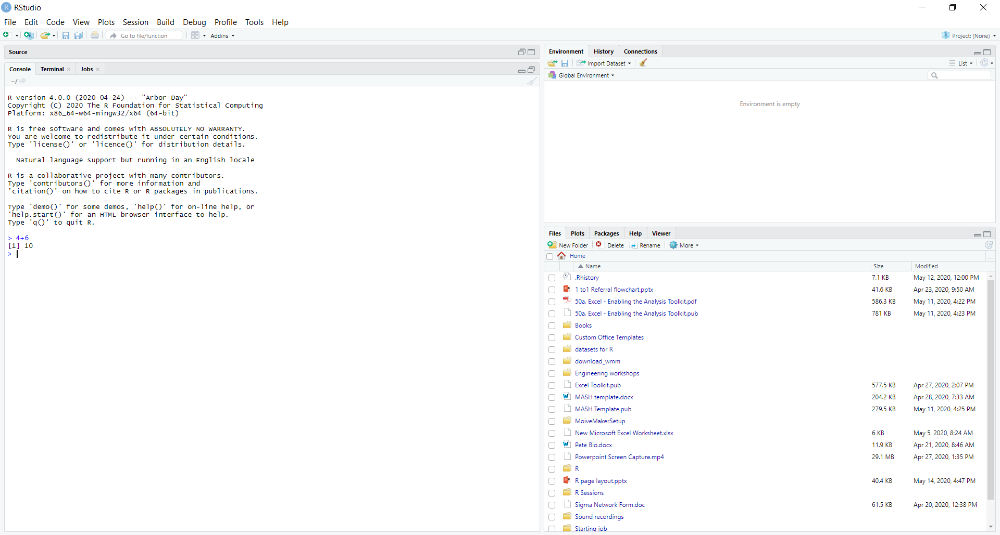 RStudio
File Edit Code View Plots Session Build Debug Profile Tools Help
Go to file/function Addins Project: (None)
Source
Console Terminal Jobs
~/
R version 4.0.0 (2020-04-24) -- "Arbor Day"
Copyright (C) 2020 The R Foundation for Statistical Computing
Platform: x86_64-w64-mingw32/x64 (64-bit)
R is free software and comes with ABSOLUTELY NO WARRANTY.
You are welcome to redistribute it under certain conditions.
Type 'license()' or 'licence()' for distribution details.
Natural language support but running in an English locale
R is a collaborative project with many contributors.
Type 'contributors()' for more information and
'citation()' on how to cite R or R packages in publications.
Type 'demo()' for some demos, 'help()' for on-line help, or
'help.start()' for an HTML browser interface to help.
Type 'q()' to quit R.
> 4+6
[1] 10
>
Environment History Connections
Import Dataset List
Global Environment
Environment is empty
Files Plots Packages Help Viewer
New Folder Delete Rename More
Home ...
Name Size Modified
.Rhistory 7.1 KB May 12, 2020, 12:00 PM
1 to1 Referral flowchart.pptx 41.6 KB Apr 23, 2020, 9:50 AM
50a. Excel - Enabling the Analysis Toolkit.pdf 586.3 KB May 11, 2020, 4:22 PM
50a. Excel - Enabling the Analysis Toolkit.pub 781 KB May 11, 2020, 4:23 PM
Books
Custom Office Templates
datasets for R
download_wmm
Engineering workshops
Excel Toolkit.pub 577.5 KB Apr 27, 2020, 2:07 PM
MASH template.docx 204.2 KB Apr 28, 2020, 7:33 AM
MASH Template.pub 279.5 KB May 11, 2020, 4:25 PM
MoiveMakerSetup
New Microsoft Excel Worksheet.xlsx 6 KB May 5, 2020, 8:24 AM
Pete Bio.docx 11.9 KB Apr 21, 2020, 8:46 AM
Powerpoint Screen Capture.mp4 29.1 MB Apr 27, 2020, 1:35 PM
R
R page layout.pptx 40.4 KB May 14, 2020, 4:47 PM
R Sessions
Sigma Network Form.doc 61.5 KB Apr 20, 2020, 12:38 PM
Sound recordings
Starting job